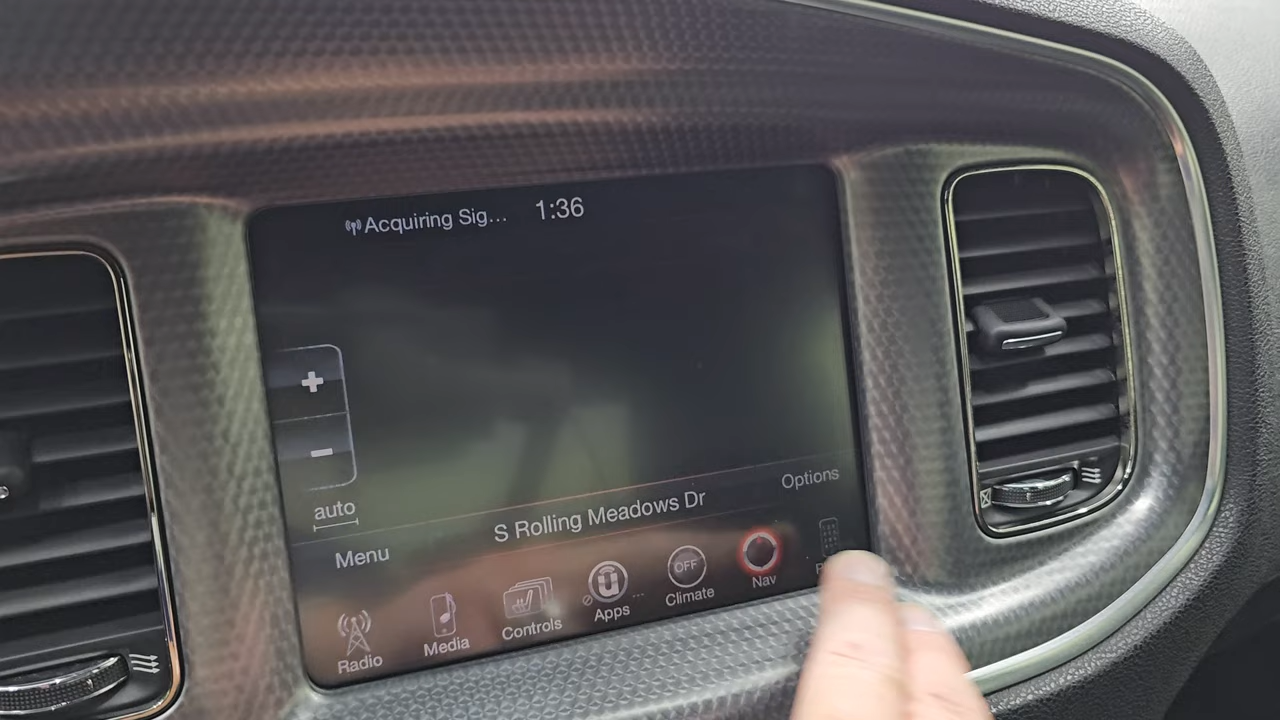 Acquiring Sig... 1:36
+
-
auto
Options
S Rolling Meadows Dr
Menu
Radio
Media
Controls
Apps
OFF
Climate
Nav